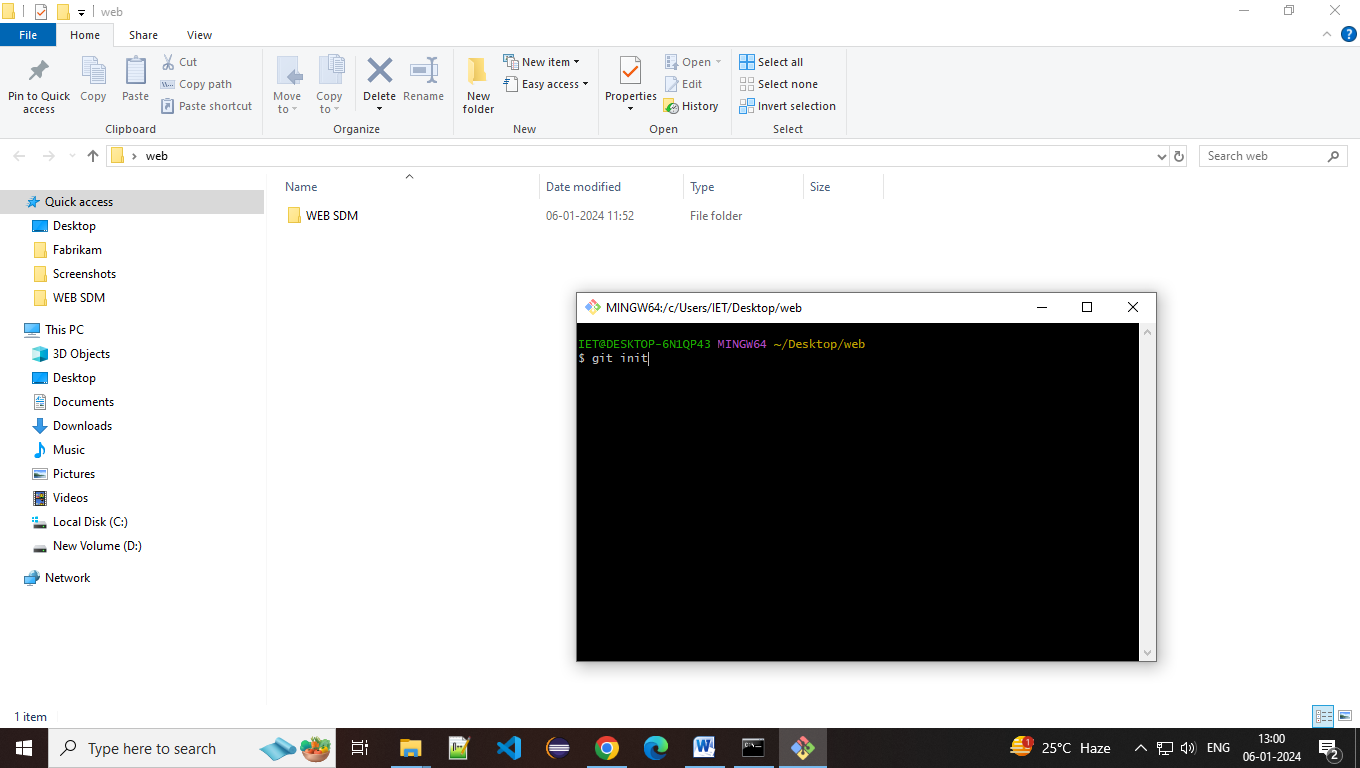 web
File Home Share View
Pin to Quick access
Copy
Paste
Cut
Copy path
Paste shortcut
Clipboard
Move to
Copy to
Delete
Rename
Organize
New folder
New item
Easy access
New
Properties
Open
Edit
History
Open
Select all
Select none
Invert selection
Select
web
Search web
Name Date modified Type Size
WEB SDM 06-01-2024 11:52 File folder
Quick access
Desktop
Fabrikam
Screenshots
WEB SDM
This PC
3D Objects
Desktop
Documents
Downloads
Music
Pictures
Videos
Local Disk (C:)
New Volume (D:)
Network
MINGW64:/c/Users/IET/Desktop/web
IET@DESKTOP-6N1QP43 MINGW64 ~/Desktop/web
$ git init
1 item
Type here to search
1
25°C Haze
ENG
13:00
06-01-2024
2